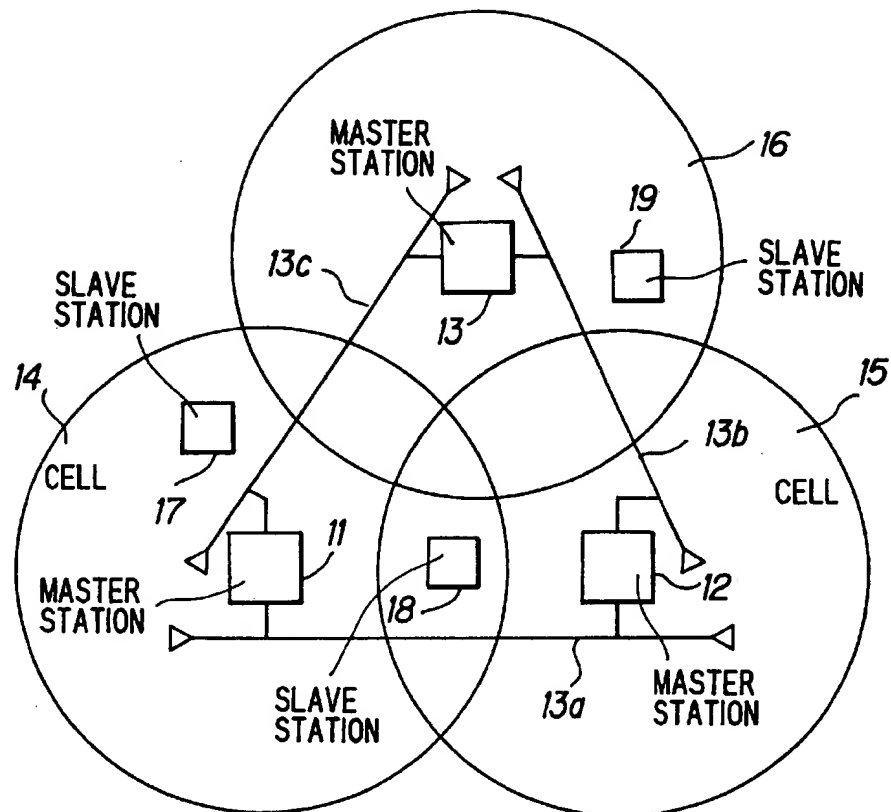 MASTER
STATION
16
19
SLAVE
STATION
13c
13
SLAVE
STATION
14
15
CELL
17
13b
CELL
11
12
MASTER
STATION
18
SLAVE
STATION
13a
MASTER
STATION